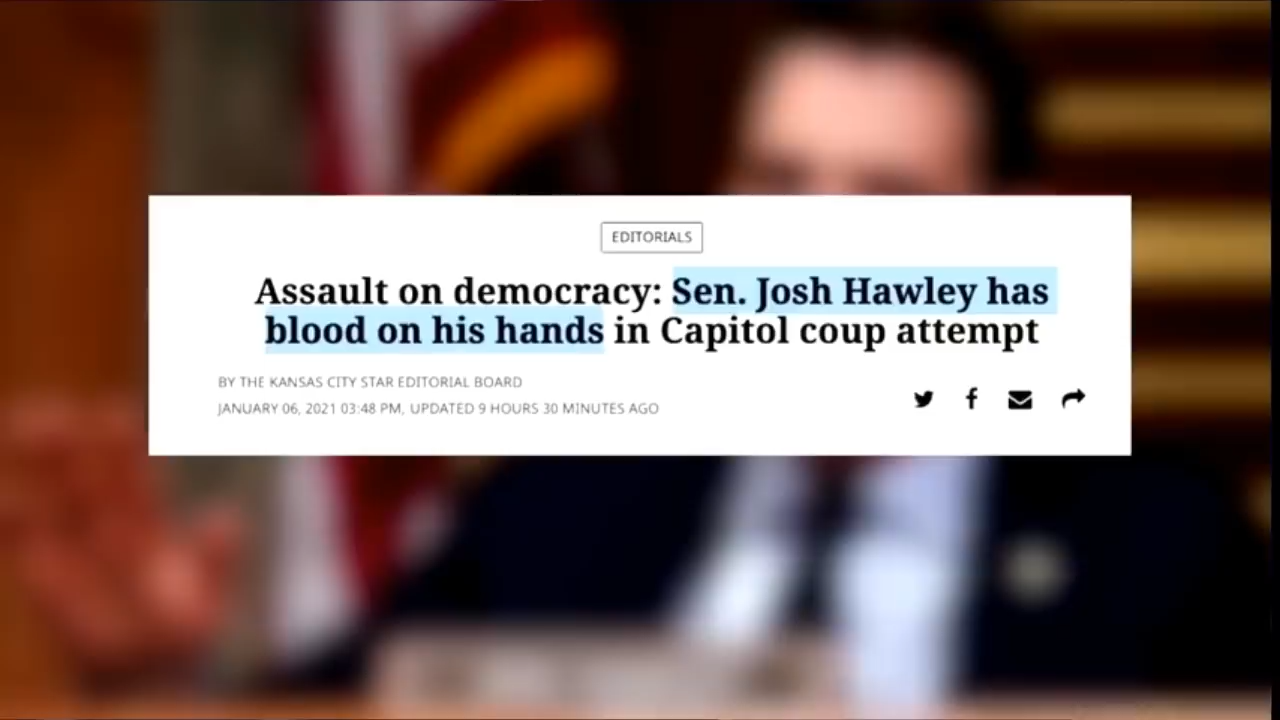 EDITORIALS
Assault on democracy: Sen. Josh Hawley has
blood on his hands in Capitol coup attempt
BY THE KANSAS CITY STAR EDITORIAL BOARD
JANUARY 06, 2021 03:48 PM, UPDATED 9 HOURS 30 MINUTES AGO